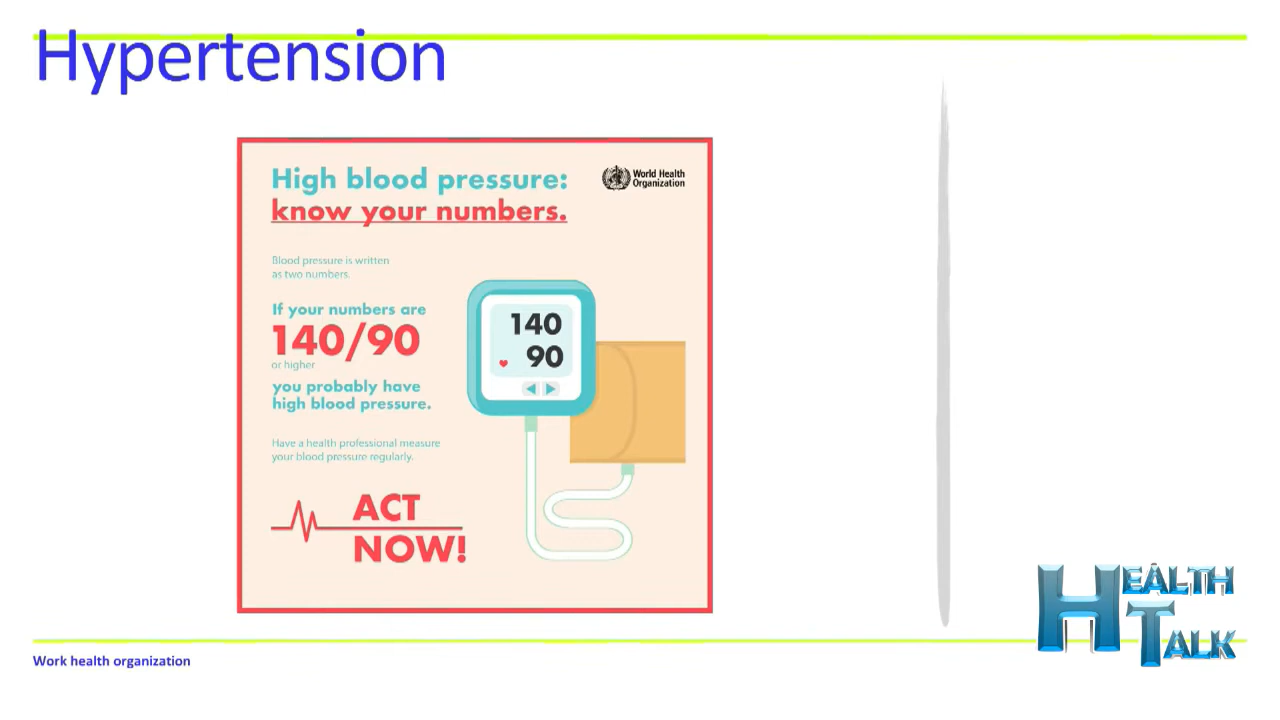 Hypertension
High blood pressure:
know your numbers.
World Health
Organization
Blood pressure is written
as two numbers.
If your numbers are
140/90
or higher
you probably have
high blood pressure.
140
90
Have a health professional measure
your blood pressure regularly.
ACT
NOW!
HEALTH
TALK
Work health organization